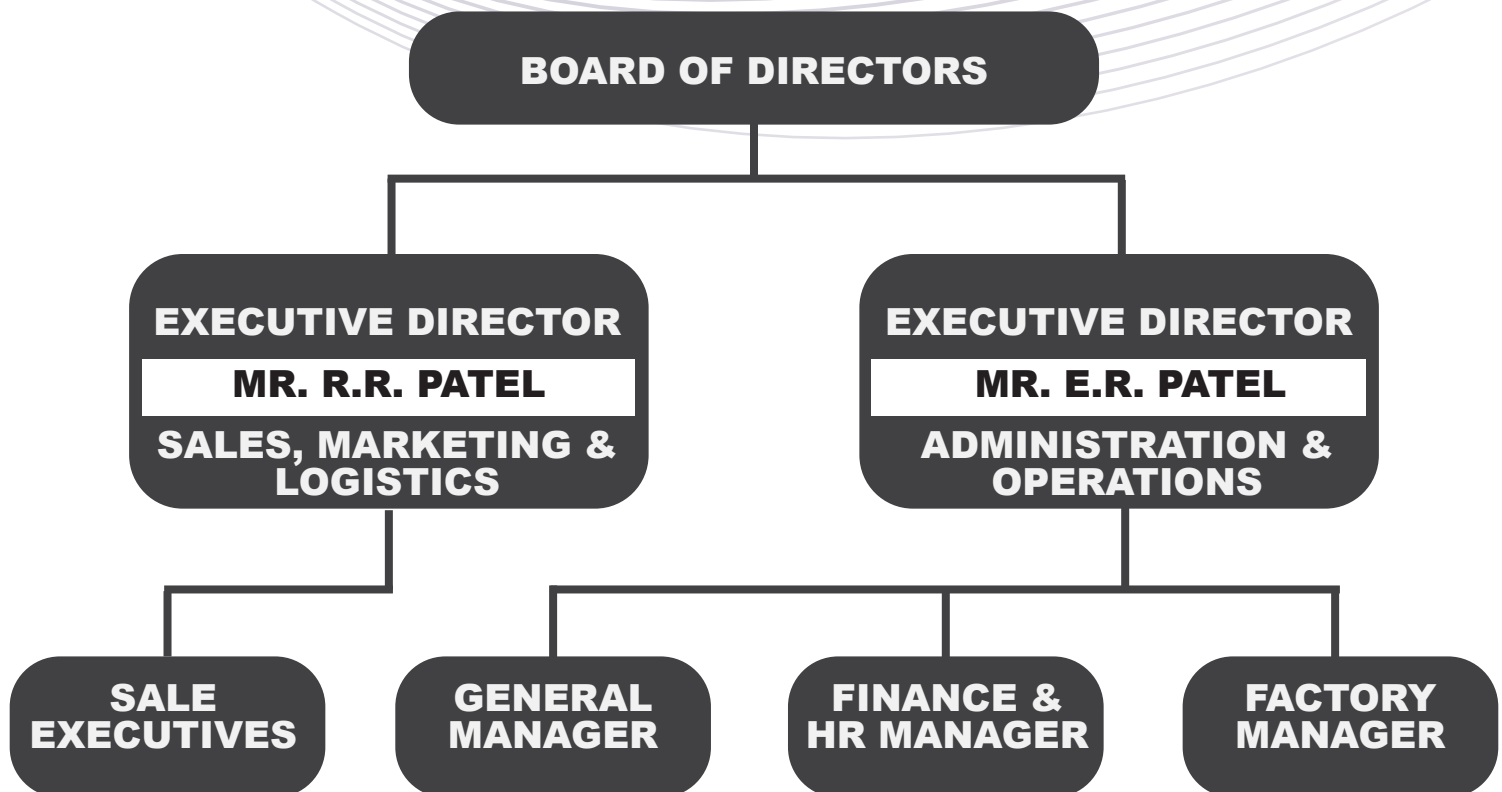 BOARD OF DIRECTORS
EXECUTIVE DIRECTOR
MR. R.R. PATEL
SALES, MARKETING &
LOGISTICS
EXECUTIVE DIRECTOR
MR. E.R. PATEL
ADMINISTRATION &
OPERATIONS
SALE
EXECUTIVES
GENERAL
MANAGER
FINANCE &
HR MANAGER
FACTORY
MANAGER